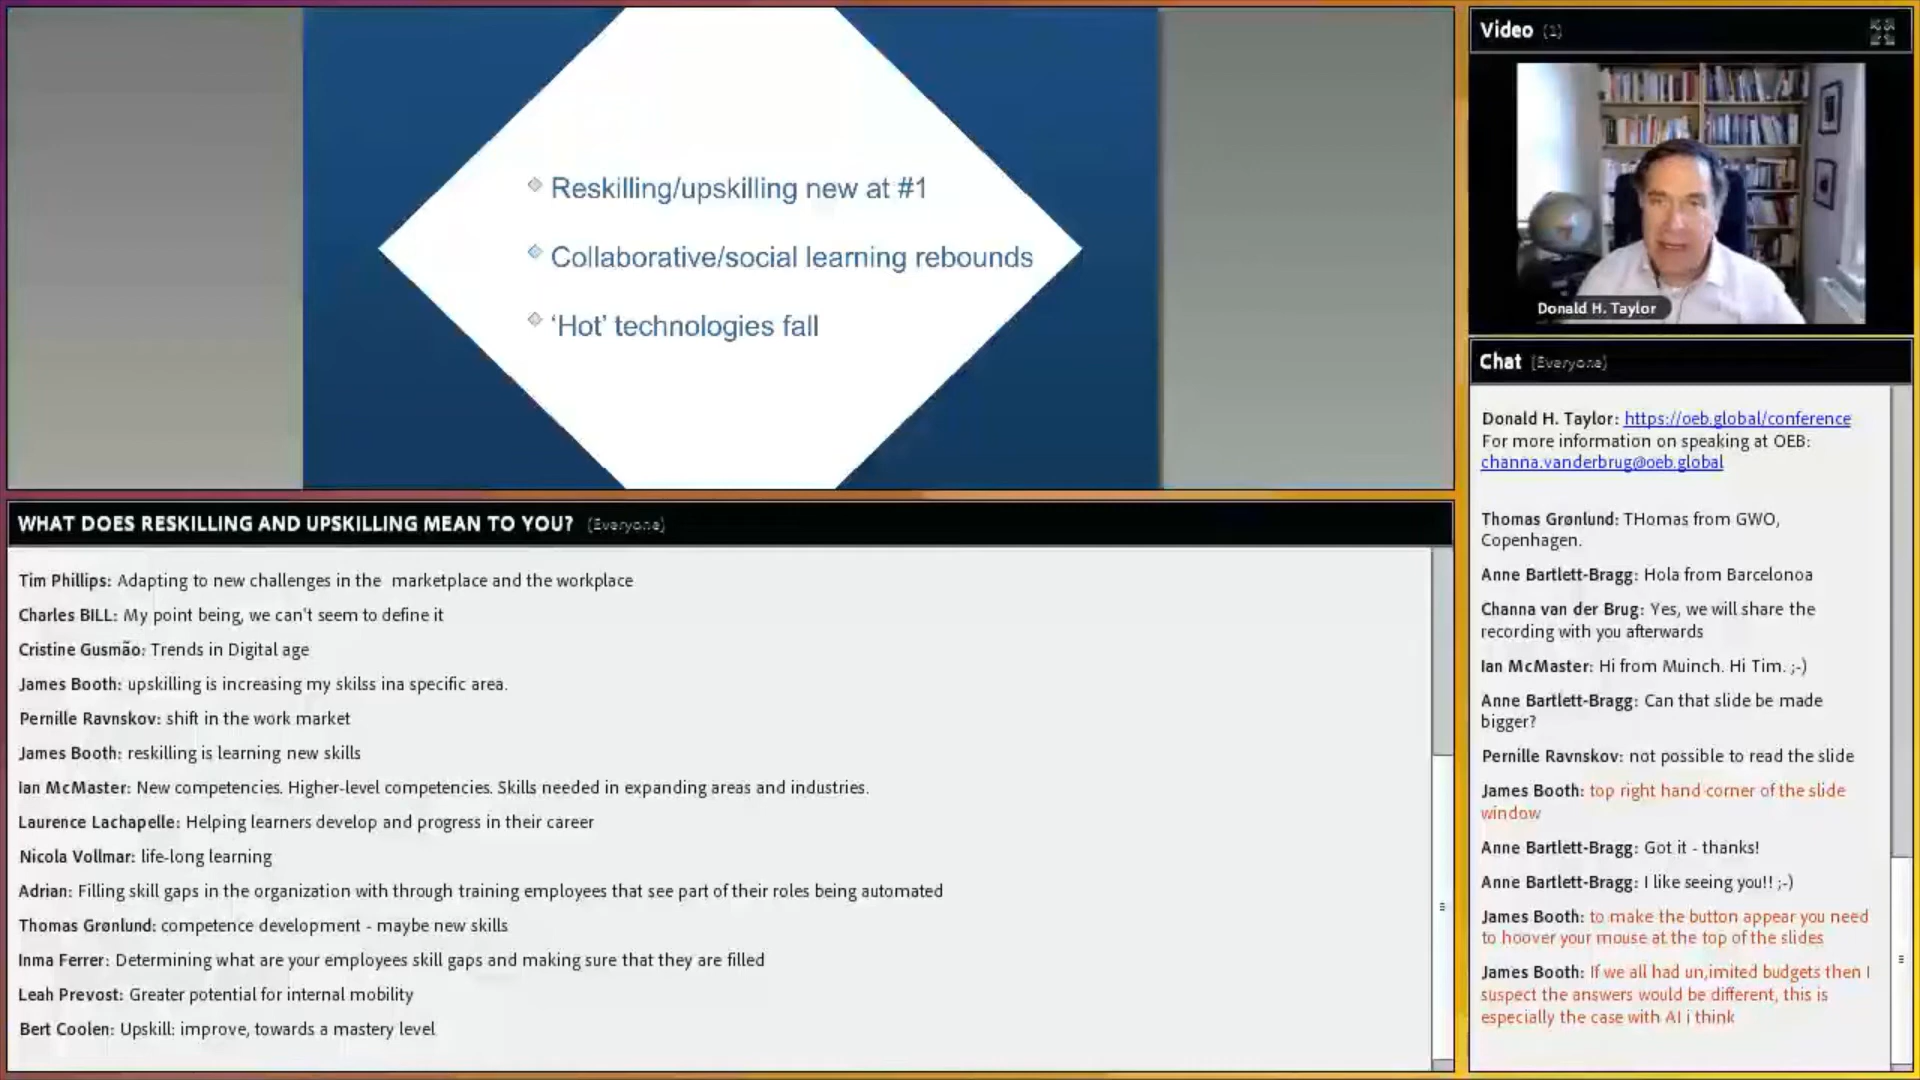 Reskilling/upskilling new at #1
Collaborative/social learning rebounds
‘Hot’ technologies fall
WHAT DOES RESKILLING AND UPSKILLING MEAN TO YOU? (Everyone)
Tim Phillips: Adapting to new challenges in the marketplace and the workplace
Charles BILL: My point being, we can't seem to define it
Cristine Gusmão: Trends in Digital age
James Booth: upskilling is increasing my skilss ina specific area.
Pernille Ravnskov: shift in the work market
James Booth: reskilling is learning new skills
Ian McMaster: New competencies. Higher-level competencies. Skills needed in expanding areas and industries.
Laurence Lachapelle: Helping learners develop and progress in their career
Nicola Vollmar: life-long learning
Adrian: Filling skill gaps in the organization with through training employees that see part of their roles being automated
Thomas Grønlund: competence development - maybe new skills
Inma Ferrer: Determining what are your employees skill gaps and making sure that they are filled
Leah Prevost: Greater potential for internal mobility
Bert Coolen: Upskill: improve, towards a mastery level
Video (1)
Donald H. Taylor
Chat (Everyone)
Donald H. Taylor: https://oeb.global/conference
For more information on speaking at OEB:
channa.vanderbrug@oeb.global
Thomas Grønlund: THomas from GWO,
Copenhagen.
Anne Bartlett-Bragg: Hola from Barcelonoa
Channa van der Brug: Yes, we will share the
recording with you afterwards
Ian McMaster: Hi from Muinch. Hi Tim. ;-)
Anne Bartlett-Bragg: Can that slide be made
bigger?
Pernille Ravnskov: not possible to read the slide
James Booth: top right hand corner of the slide
window
Anne Bartlett-Bragg: Got it - thanks!
Anne Bartlett-Bragg: I like seeing you!! ;-)
James Booth: to make the button appear you need
to hoover your mouse at the top of the slides
James Booth: If we all had un,imited budgets then I
suspect the answers would be different, this is
especially the case with AI i think